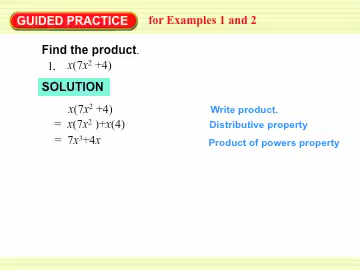 GUIDED PRACTICE for Examples 1 and 2
Find the product.
1. x(7x² +4)
SOLUTION
x(7x² +4) Write product.
= x(7x² )+x(4) Distributive property
= 7x³+4x Product of powers property